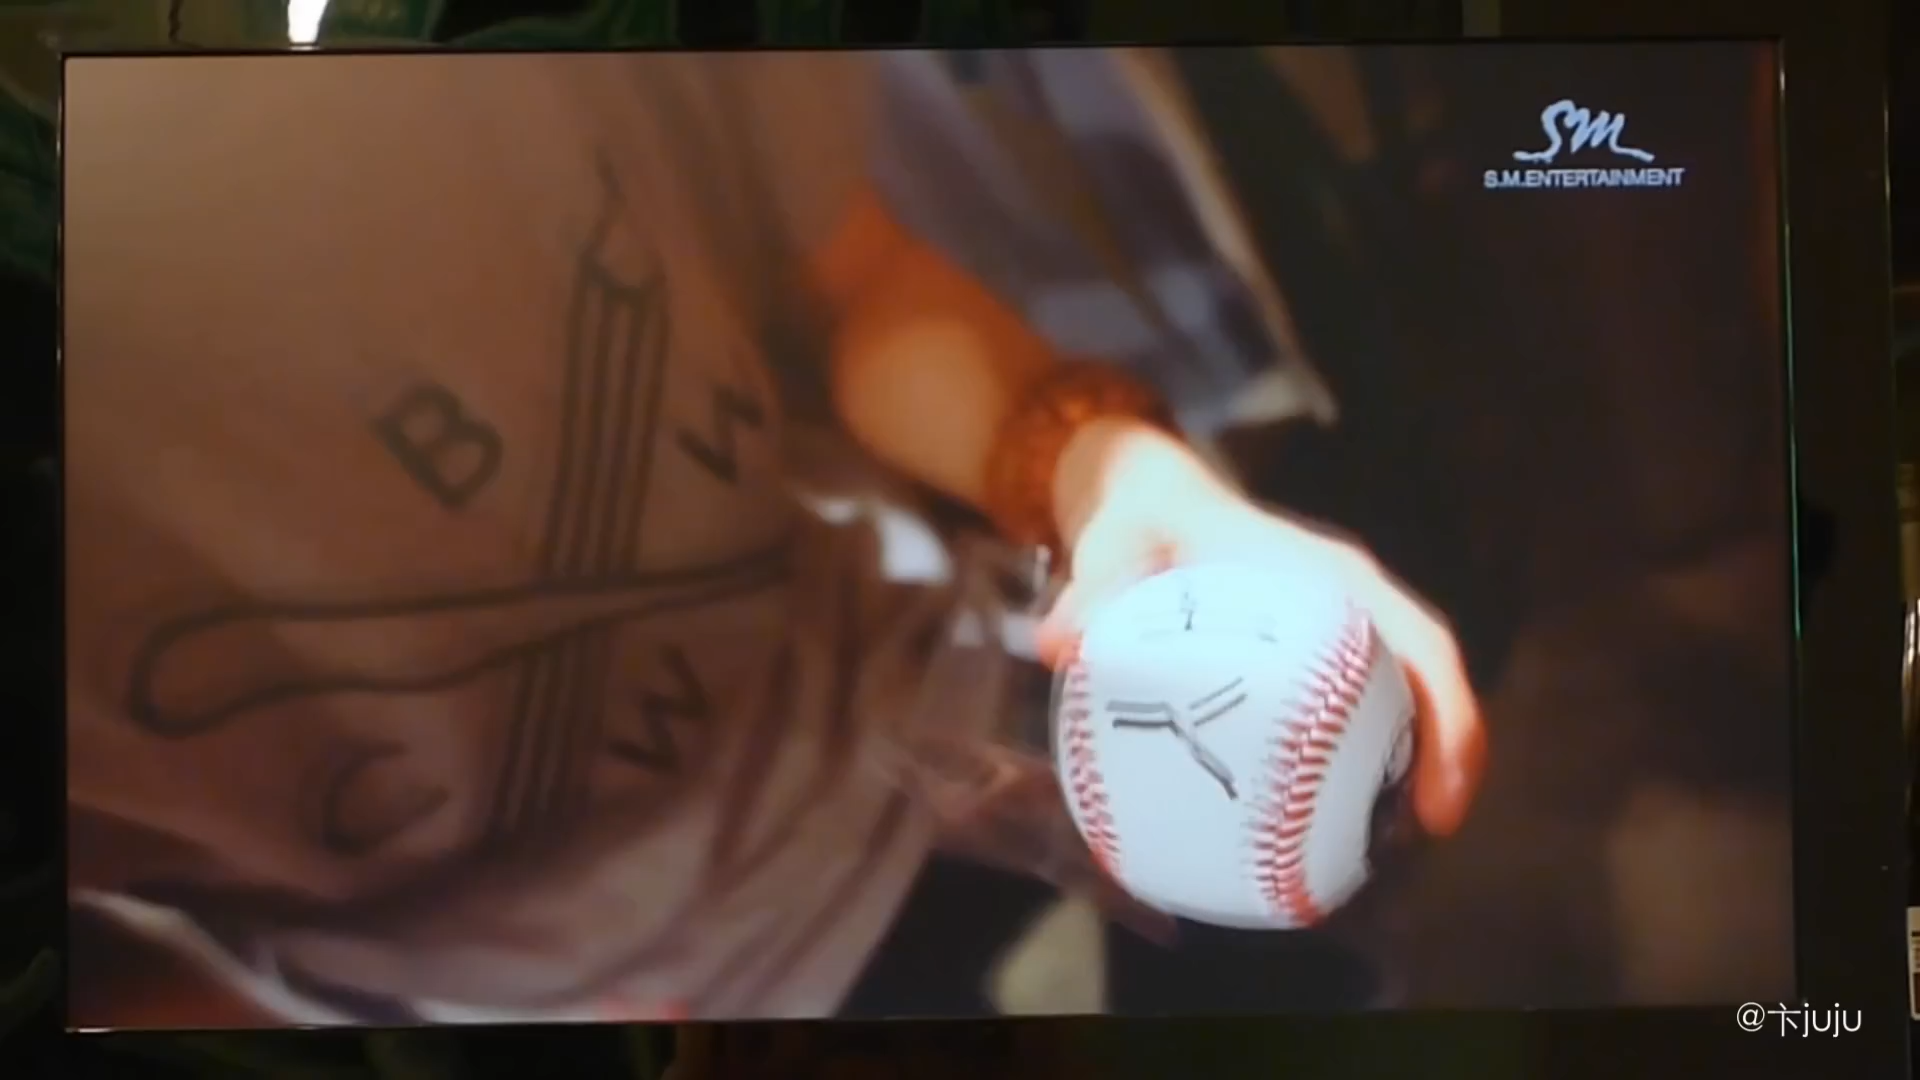 SM
S.M.ENTERTAINMENT
B
W
W
@卞juju